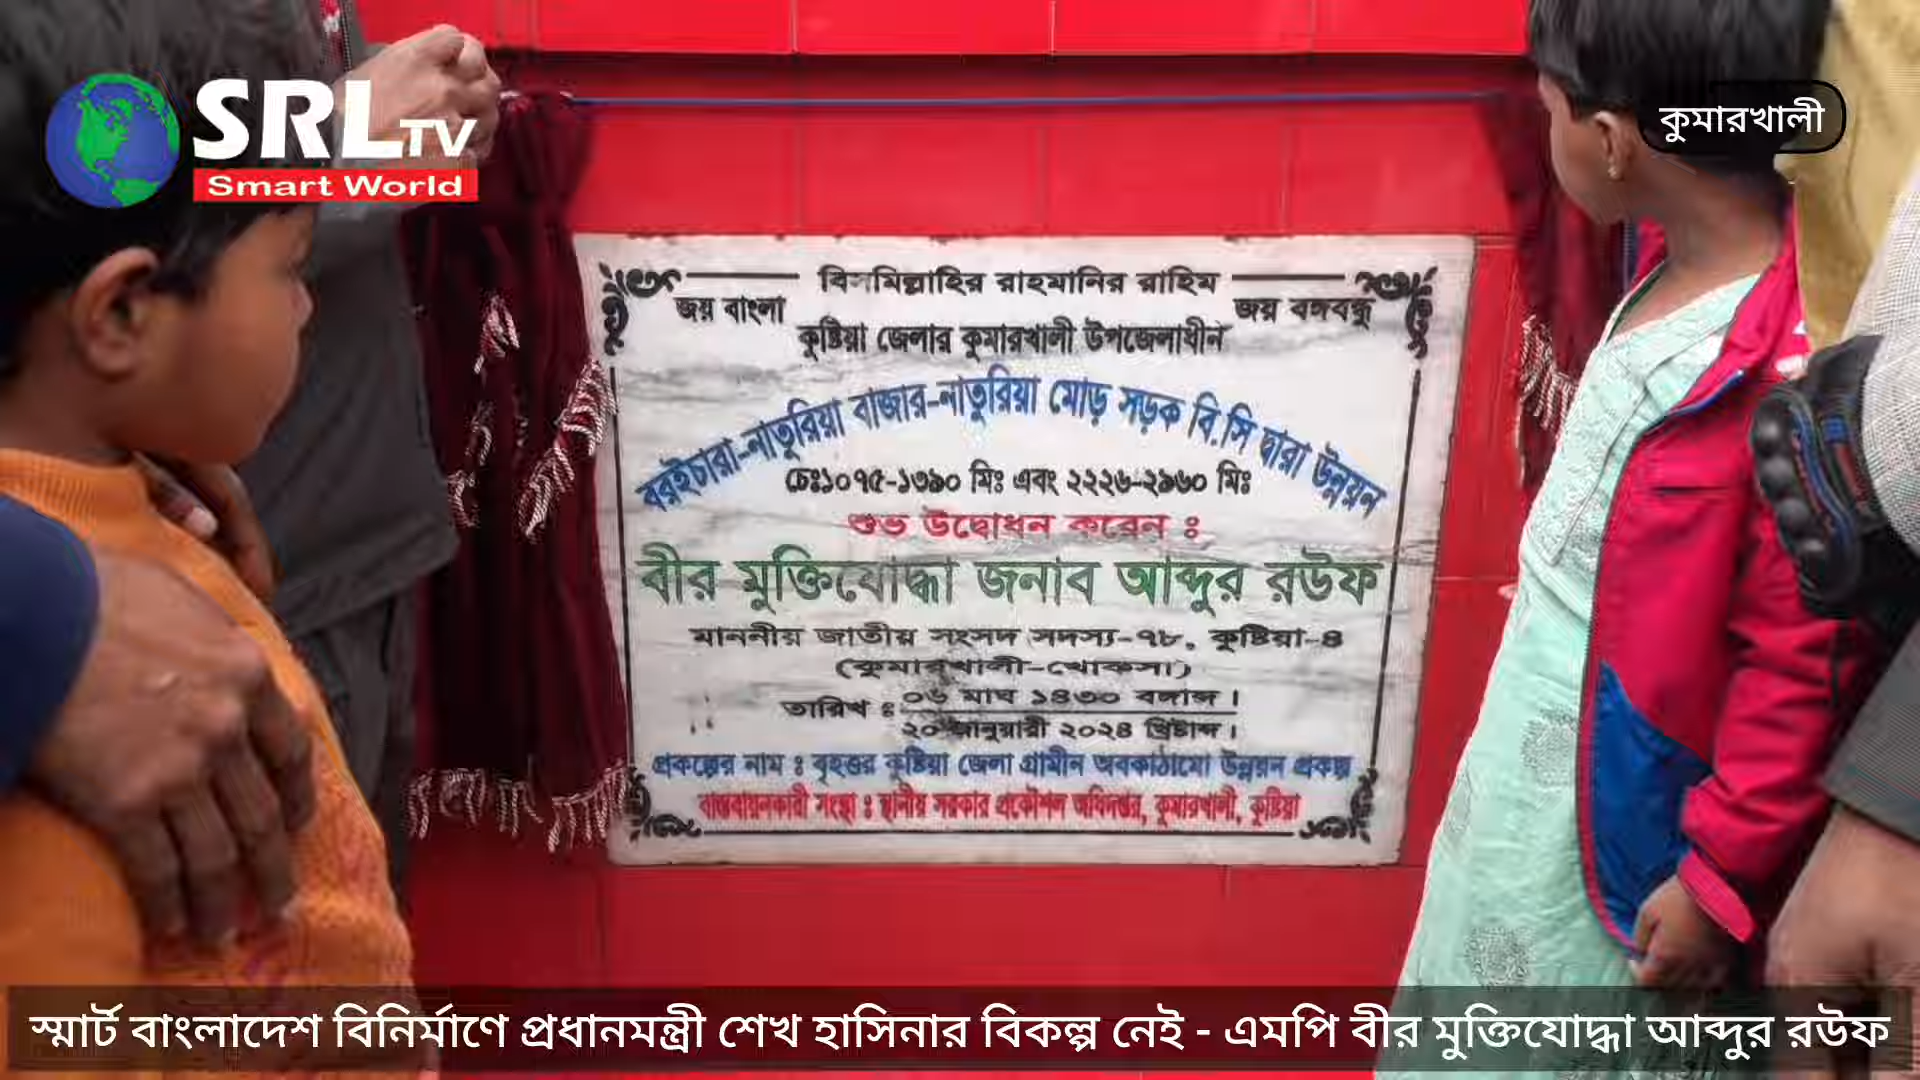 SRL TV
Smart World
কুমারখালী
বিসমিল্লাহির রাহমানির রাহিম
জয় বাংলা
জয় বঙ্গবন্ধু
কুষ্টিয়া জেলার কুমারখালী উপজেলাধীন
বরইচারা-নাতুরিয়া বাজার-নাতুরিয়া মোড় সড়ক বি.সি দ্বারা উন্নয়ন
চেঃ১০৭৫-১৩৯০ মিঃ এবং ২২২৬-২৯৬০ মিঃ
শুভ উদ্বোধন করেন ঃ
বীর মুক্তিযোদ্ধা জনাব আব্দুর রউফ
মাননীয় জাতীয় সংসদ সদস্য-৭৮, কুষ্টিয়া-৪
(কুমারখালী-খোকসা)
তারিখ ঃ ০৬ মাঘ ১৪৩০ বঙ্গাব্দ।
২০ জানুয়ারী ২০২৪ খ্রিষ্টাব্দ।
প্রকল্পের নাম ঃ বৃহত্তর কুষ্টিয়া জেলা গ্রামীন অবকাঠামো উন্নয়ন প্রকল্প
বাস্তবায়নকারী সংস্থা ঃ স্থানীয় সরকার প্রকৌশল অধিদপ্তর, কুমারখালী, কুষ্টিয়া
স্মার্ট বাংলাদেশ বিনির্মাণে প্রধানমন্ত্রী শেখ হাসিনার বিকল্প নেই - এমপি বীর মুক্তিযোদ্ধা আব্দুর রউফ